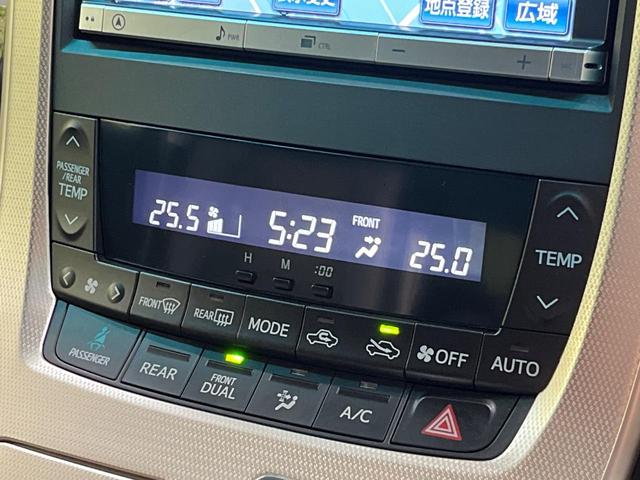 地点登録
広域
PWR
CTRL
−
+
PASSENGER
/REAR
TEMP
25.5
5:23
FRONT
25.0
TEMP
H
M
:00
FRONT
REAR
MODE
OFF
AUTO
PASSENGER
REAR
FRONT
DUAL
A/C